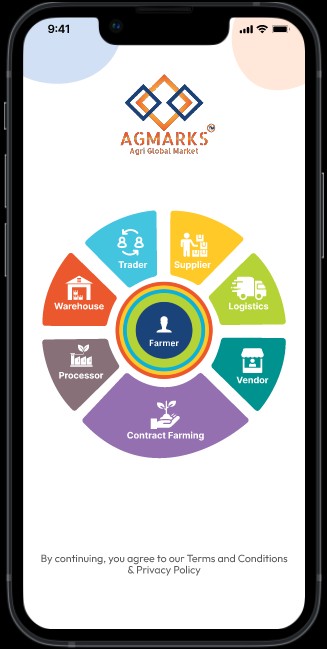 9:41
AGMARKS
Agri Global Market
Trader
Supplier
Warehouse
Logistics
Farmer
Processor
Vendor
Contract Farming
By continuing, you agree to our Terms and Conditions
& Privacy Policy